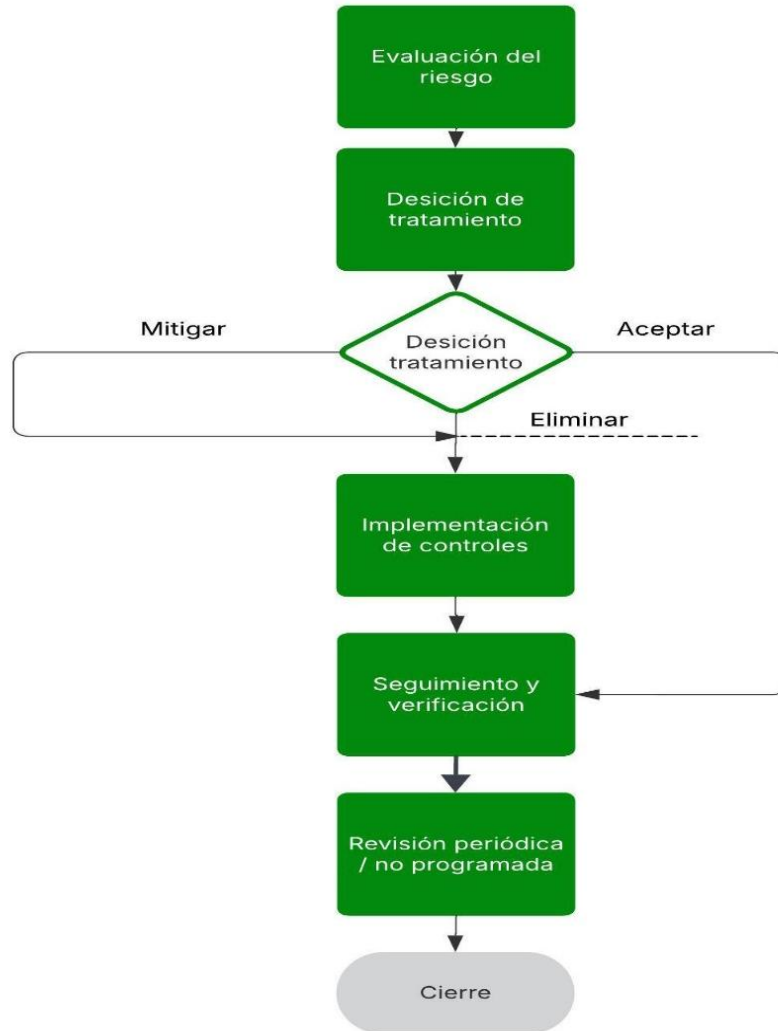 Evaluación del
riesgo
Desición de
tratamiento
Mitigar
Desición
tratamiento
Aceptar
Eliminar
Implementación
de controles
Seguimiento y
verificación
Revisión periódica
/ no programada
Cierre